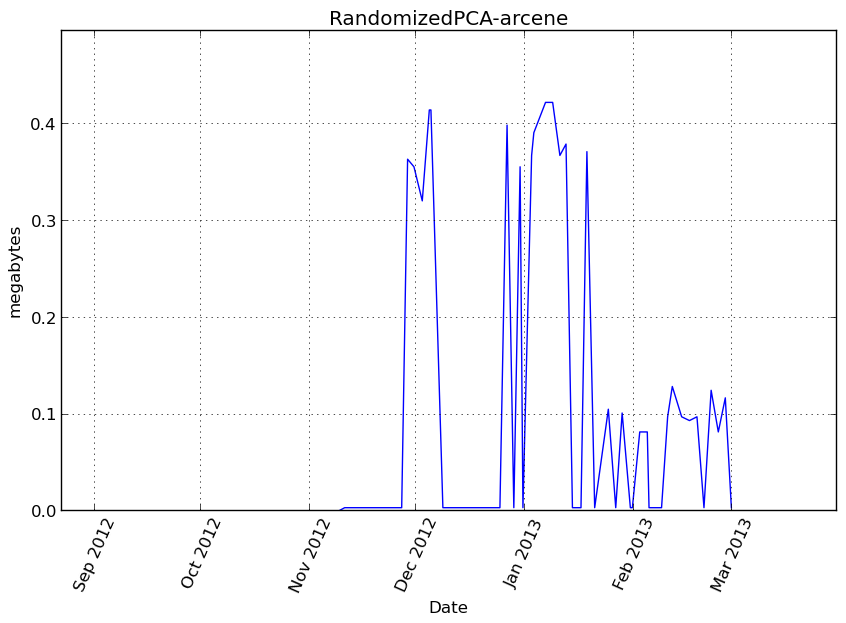 RandomizedPCA-arcene
megabytes
0.4
0.3
0.2
0.1
0.0
Sep 2012
Oct 2012
Nov 2012
Dec 2012
Jan 2013
Feb 2013
Mar 2013
Date